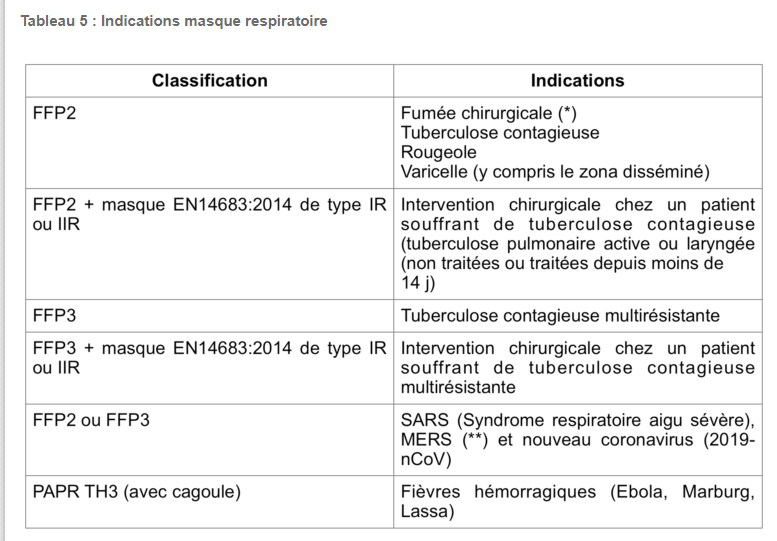 Tableau 5 : Indications masque respiratoire
Classification
Indications
FFP2
Fumée chirurgicale (*)
Tuberculose contagieuse
Rougeole
Varicelle (y compris le zona disséminé)
FFP2 + masque EN14683:2014 de type IR
ou IIR
Intervention chirurgicale chez un patient
souffrant de tuberculose contagieuse
(tuberculose pulmonaire active ou laryngée
(non traitées ou traitées depuis moins de
14 j)
FFP3
Tuberculose contagieuse multirésistante
FFP3 + masque EN14683:2014 de type IR
ou IIR
Intervention chirurgicale chez un patient
souffrant de tuberculose contagieuse
multirésistante
FFP2 ou FFP3
SARS (Syndrome respiratoire aigu sévère),
MERS (**) et nouveau coronavirus (2019-
nCoV)
PAPR TH3 (avec cagoule)
Fièvres hémorragiques (Ebola, Marburg,
Lassa)